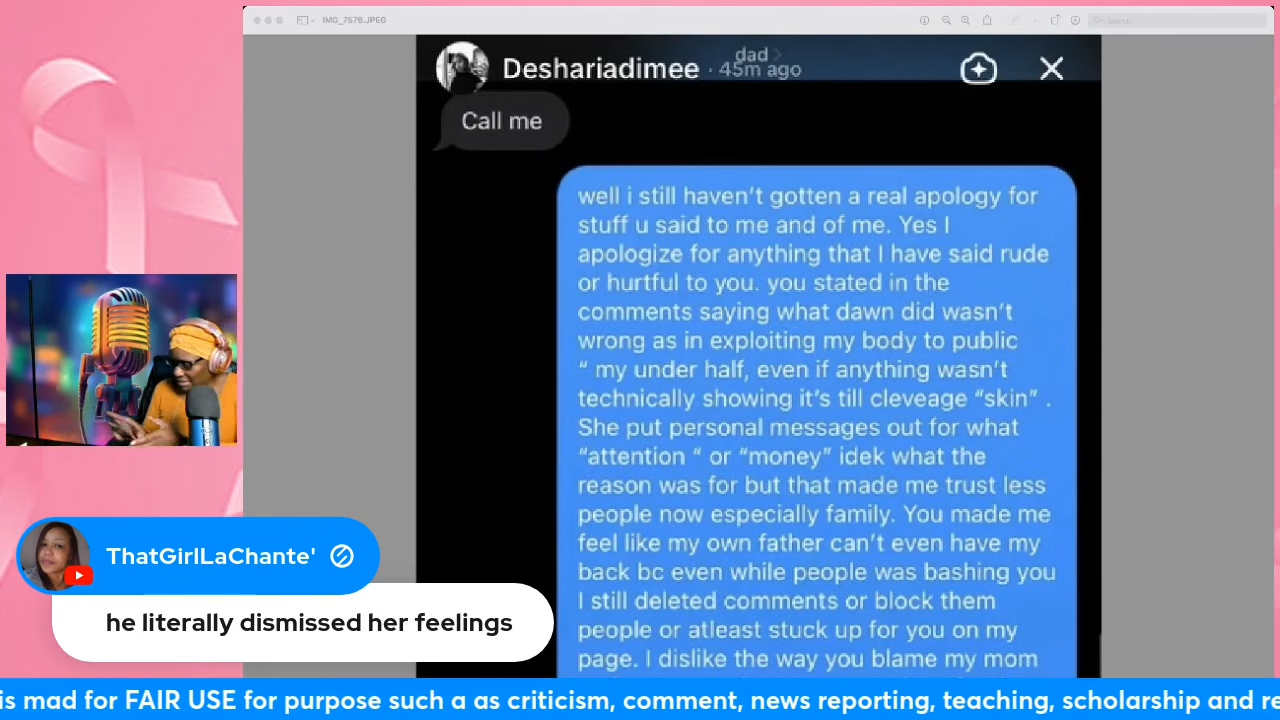 IMG_7576.JPEG
Search
dad
Deshariadimee · 45m ago
Call me
well i still haven't gotten a real apology for
stuff u said to me and of me. Yes I
apologize for anything that I have said rude
or hurtful to you. you stated in the
comments saying what dawn did wasn't
wrong as in exploiting my body to public
“ my under half, even if anything wasn't
technically showing it's till cleveage “skin” .
She put personal messages out for what
“attention “ or “money” idek what the
reason was for but that made me trust less
people now especially family. You made me
feel like my own father can't even have my
back bc even while people was bashing you
I still deleted comments or block them
people or atleast stuck up for you on my
page. I dislike the way you blame my mom
ThatGirlLaChante'
he literally dismissed her feelings
is mad for FAIR USE for purpose such a as criticism, comment, news reporting, teaching, scholarship and re